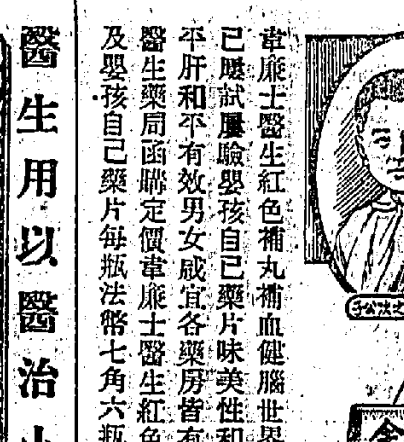 韋廉士醫生紅色補丸補血健腦世界
已屢試屢驗嬰孩自己藥片味美性和
平肝和平有效男女咸宜各藥房皆有
醫生藥局函購定價韋廉士醫生紅色
及嬰孩自己藥片每瓶法幣七角六瓶
醫生用以醫治